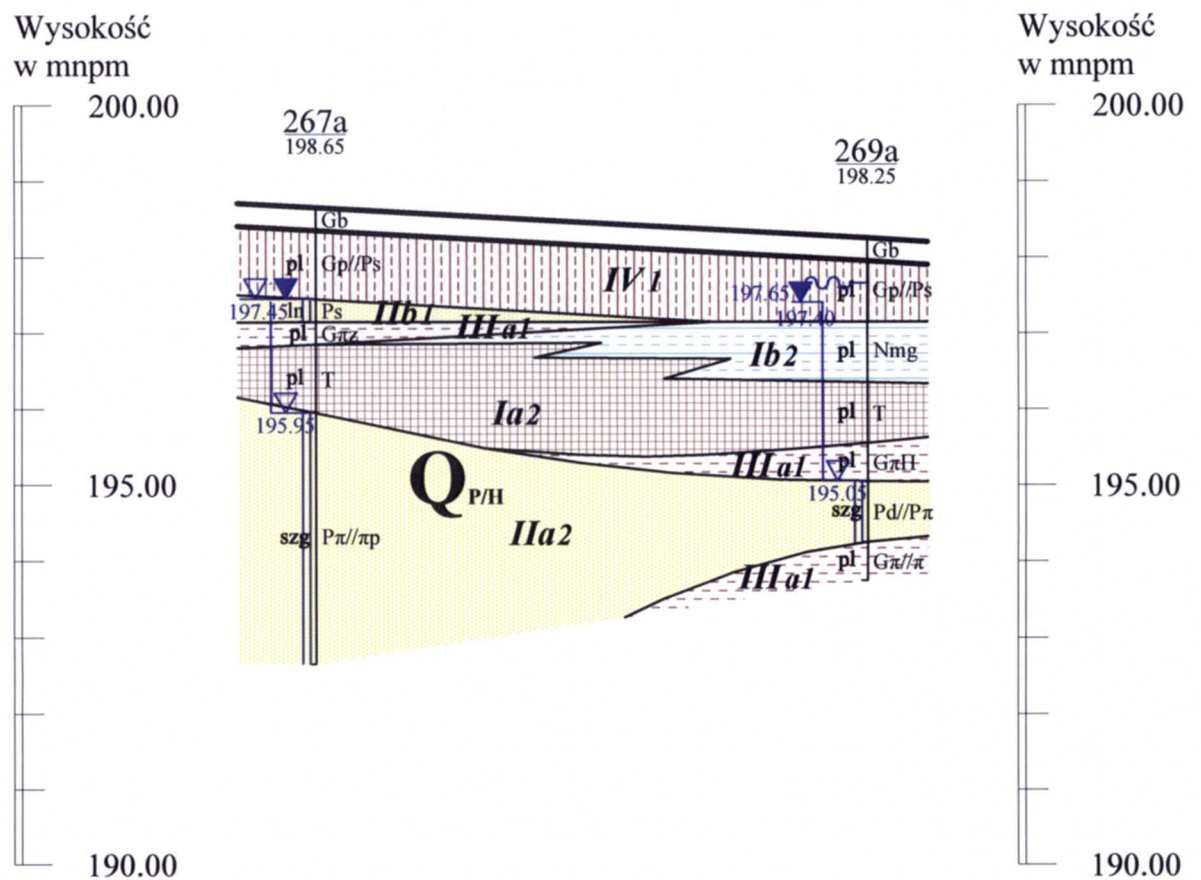 Wysokość
w mnpm
Wysokość
w mnpm
200.00
200.00
267a
198.65
269a
198.25
Gb
Gb
pl Gp//Ps
IV 1
197.65 pl Gp//Ps
197.45 ln Ps
IIb1
197.40
pl Gπz
IIIa1
Ib2
pl Nmg
pl T
Ia2
pl T
195.95
IIIa1
pl GπH
195.00
195.00
Q P/H
195.05
szg Pd//Pπ
szg Pπ//πp
IIa2
IIIa1
pl Gπ//π
190.00
190.00